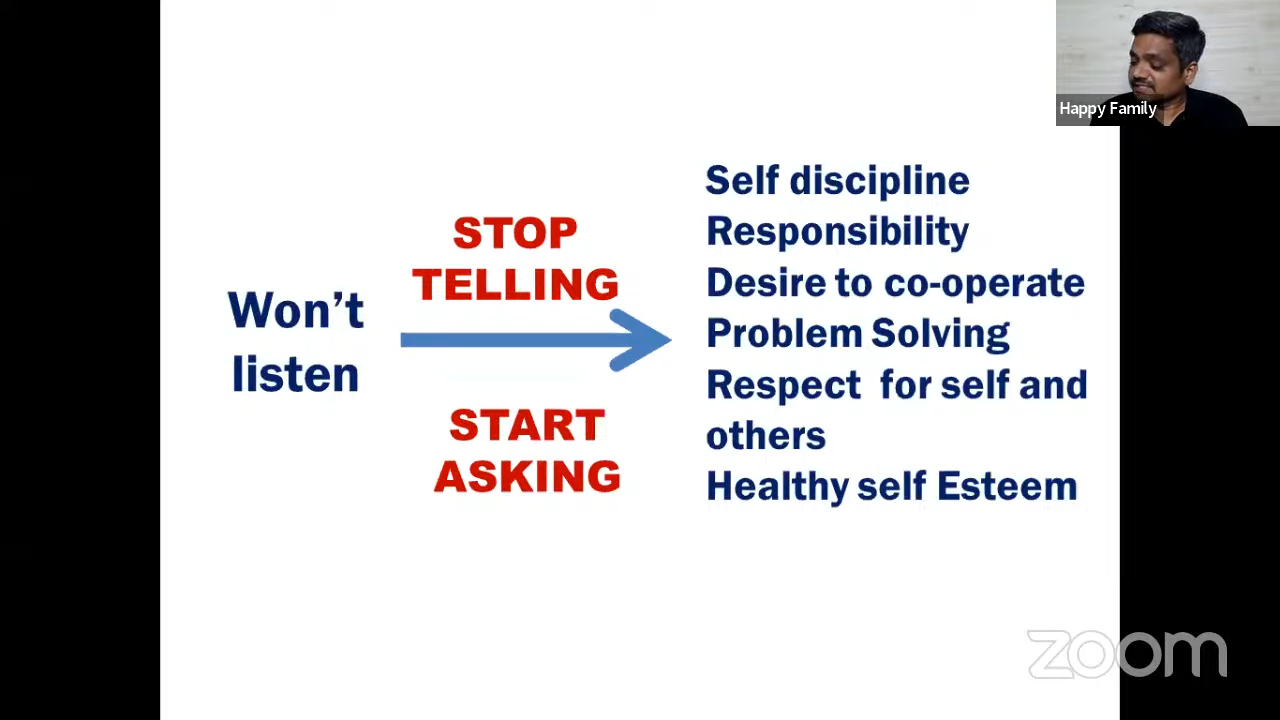 Happy Family
Won't
listen
STOP
TELLING
START
ASKING
Self discipline
Responsibility
Desire to co-operate
Problem Solving
Respect for self and
others
Healthy self Esteem
zoom